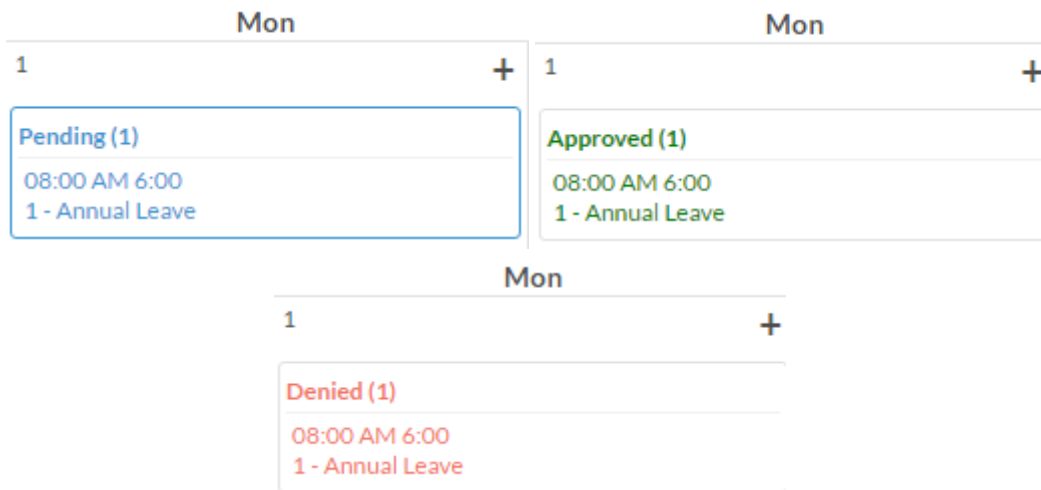 Mon
1 +
Pending (1)
08:00 AM 6:00
1 - Annual Leave
Mon
1 +
Approved (1)
08:00 AM 6:00
1 - Annual Leave
Mon
1 +
Denied (1)
08:00 AM 6:00
1 - Annual Leave